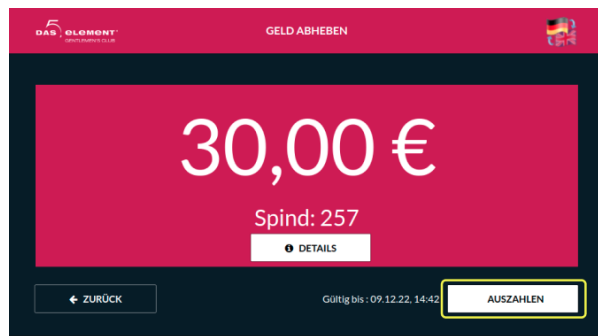 DAS 5. ELEMENT
GENTLEMEN'S CLUB
GELD ABHEBEN
30,00 €
Spind: 257
DETAILS
ZURÜCK
Gültig bis : 09.12.22, 14:42
AUSZAHLEN